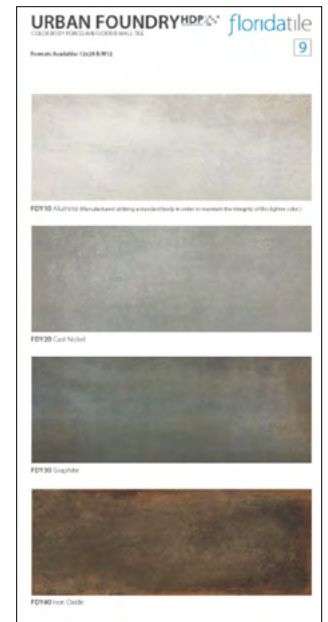 URBAN FOUNDRY HDP floridatile
COLOR BODY PORCELAIN FLOOR & WALL TILE
9
Formats Available: 12x24 R/M12
FDY10 Alumina (Manufactured utilizing a standard body in order to maintain the integrity of this lighter color.)
FDY20 Cast Nickel
FDY30 Graphite
FDY40 Iron Oxide